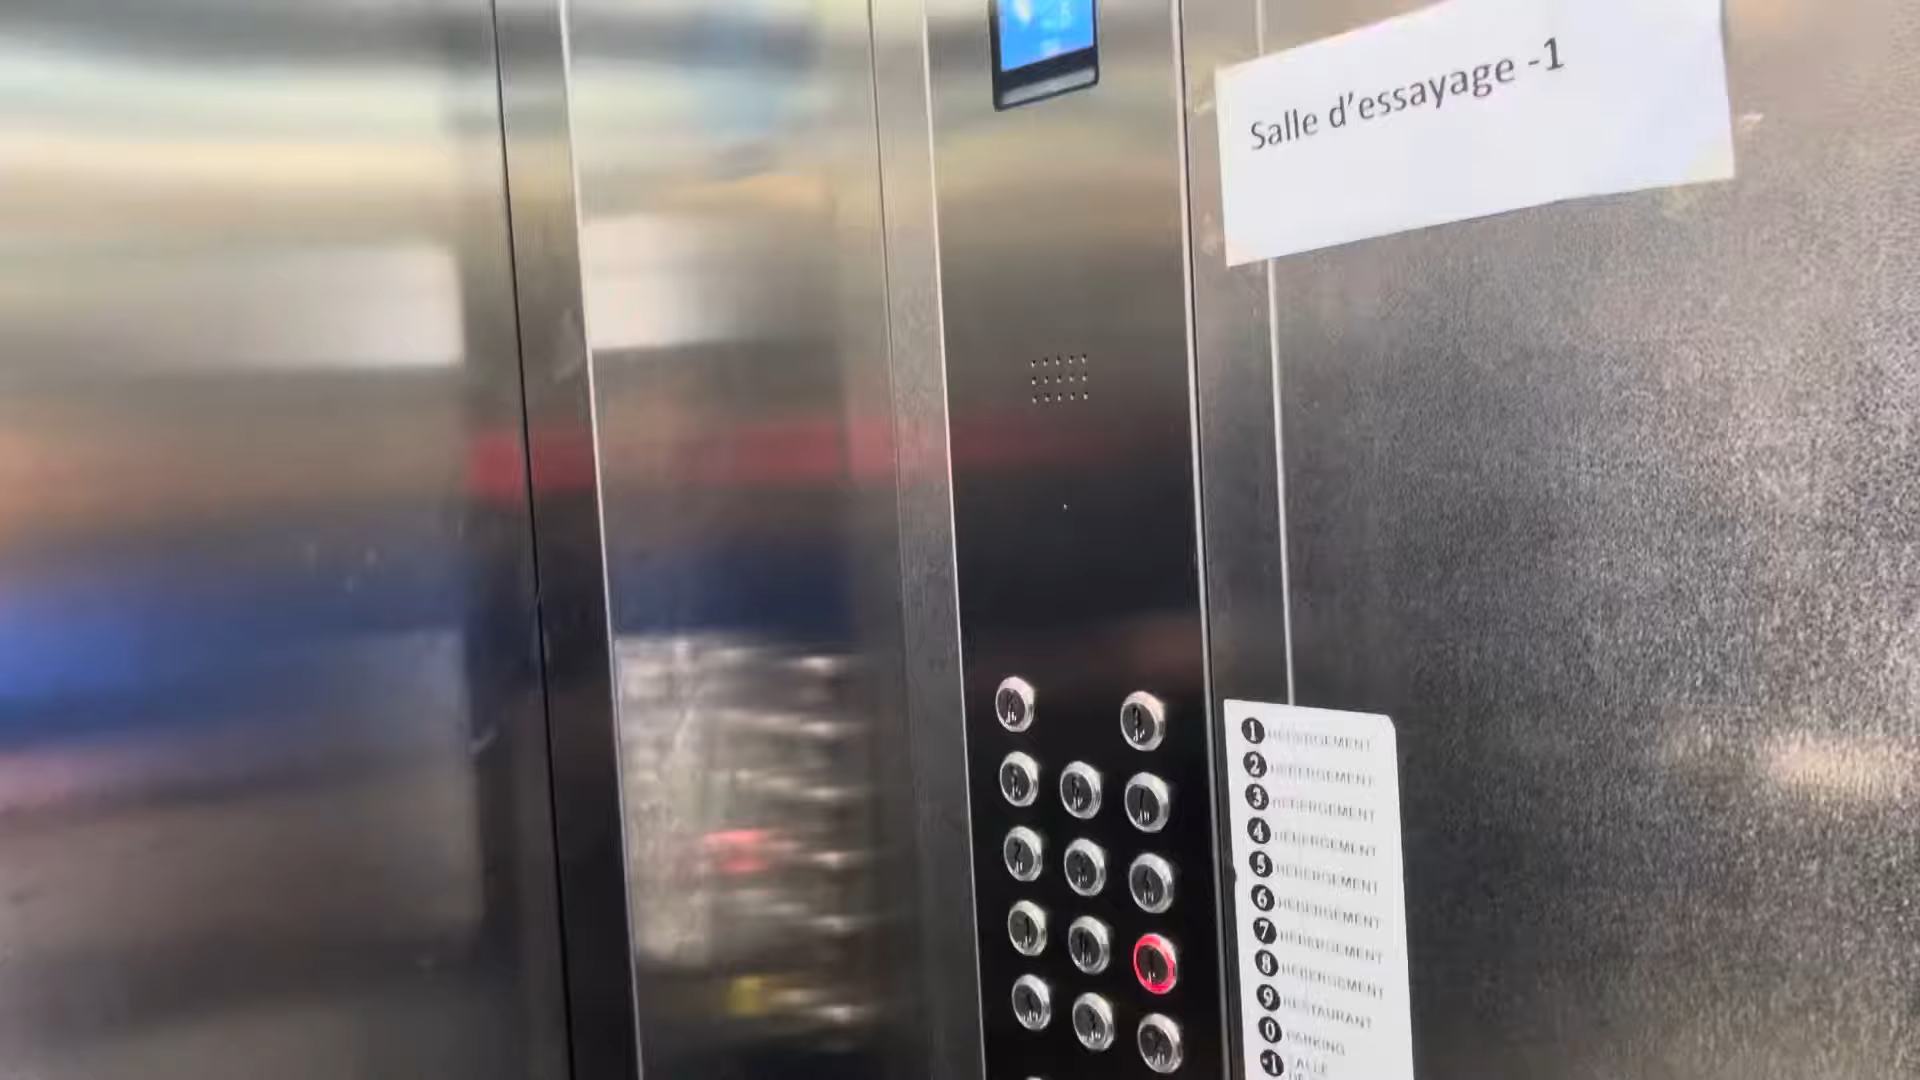 Salle d'essayage -1
1 HEBERGEMENT
2 HEBERGEMENT
3 HEBERGEMENT
4 HEBERGEMENT
5 HEBERGEMENT
6 HEBERGEMENT
7 HEBERGEMENT
8 HEBERGEMENT
9 RESTAURANT
0 PARKING
-1 SALLE